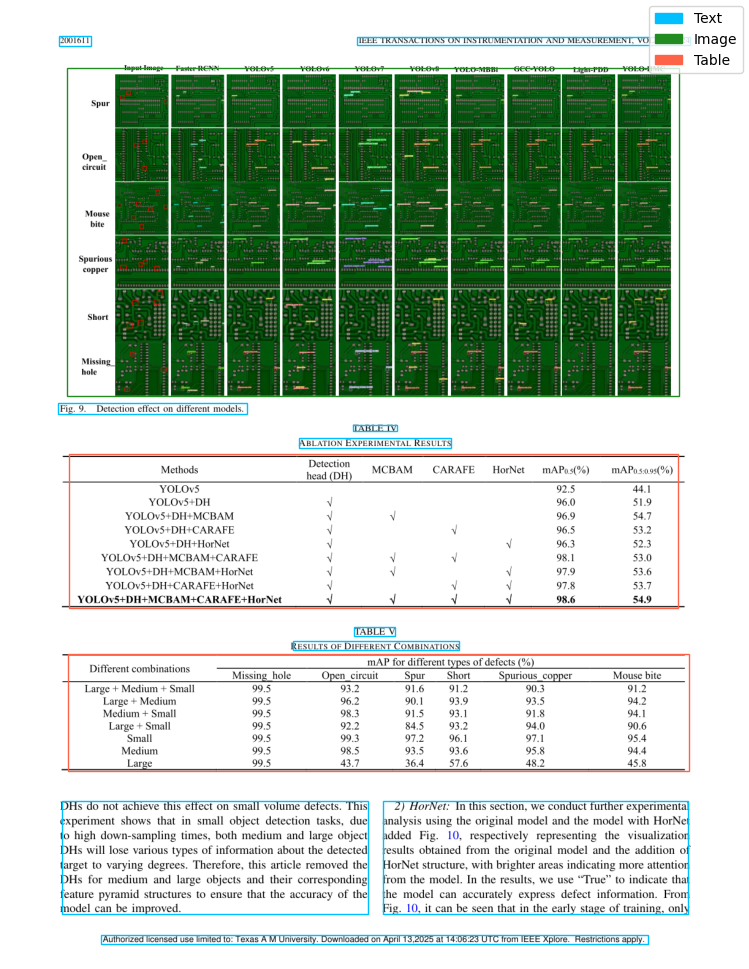 Text
Image
Table
2001611
IEEE TRANSACTIONS ON INSTRUMENTATION AND MEASUREMENT, VO
Input Image Faster RCNN YOLOv5 YOLOv6 YOLOv7 YOLOv8 YOLO-MBBi GCC-YOLO Light-PDD
Spur
Open_
circuit
Mouse
bite
Spurious
copper
Short
Missing_
hole
Fig. 9. Detection effect on different models.
TABLE IV
ABLATION EXPERIMENTAL RESULTS
Methods Detection head (DH) MCBAM CARAFE HorNet mAP0.5(%) mAP0.5:0.95(%)
YOLOv5 92.5 44.1
YOLOv5+DH √ 96.0 51.9
YOLOv5+DH+MCBAM √ √ 96.9 54.7
YOLOv5+DH+CARAFE √ √ 96.5 53.2
YOLOv5+DH+HorNet √ √ 96.3 52.3
YOLOv5+DH+MCBAM+CARAFE √ √ √ 98.1 53.0
YOLOv5+DH+MCBAM+HorNet √ √ √ 97.9 53.6
YOLOv5+DH+CARAFE+HorNet √ √ √ 97.8 53.7
YOLOv5+DH+MCBAM+CARAFE+HorNet √ √ √ √ 98.6 54.9
TABLE V
RESULTS OF DIFFERENT COMBINATIONS
Different combinations mAP for different types of defects (%)
Missing_hole Open_circuit Spur Short Spurious_copper Mouse bite
Large + Medium + Small 99.5 93.2 91.6 91.2 90.3 91.2
Large + Medium 99.5 96.2 90.1 93.9 93.5 94.2
Medium + Small 99.5 98.3 91.5 93.1 91.8 94.1
Large + Small 99.5 92.2 84.5 93.2 94.0 90.6
Small 99.5 99.3 97.2 96.1 97.1 95.4
Medium 99.5 98.5 93.5 93.6 95.8 94.4
Large 99.5 43.7 36.4 57.6 48.2 45.8
DHs do not achieve this effect on small volume defects. This
experiment shows that in small object detection tasks, due
to high down-sampling times, both medium and large object
DHs will lose various types of information about the detected
target to varying degrees. Therefore, this article removed the
DHs for medium and large objects and their corresponding
feature pyramid structures to ensure that the accuracy of the
model can be improved.
2) HorNet: In this section, we conduct further experimental
analysis using the original model and the model with HorNet
added Fig. 10, respectively representing the visualization
results obtained from the original model and the addition of
HorNet structure, with brighter areas indicating more attention
from the model. In the results, we use “True” to indicate that
the model can accurately express defect information. From
Fig. 10, it can be seen that in the early stage of training, only
Authorized licensed use limited to: Texas A M University. Downloaded on April 13,2025 at 14:06:23 UTC from IEEE Xplore. Restrictions apply.